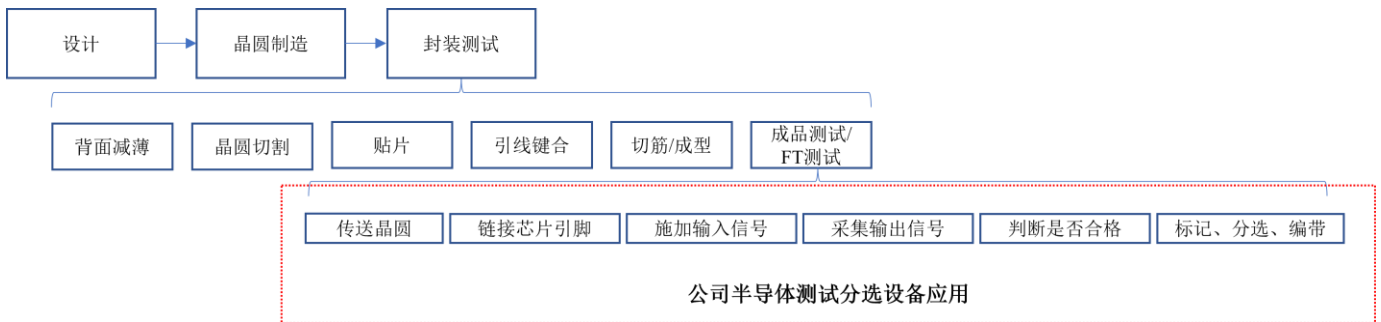 设计
晶圆制造
封装测试
背面减薄
晶圆切割
贴片
引线键合
切筋/成型
成品测试/
FT测试
传送晶圆
链接芯片引脚
施加输入信号
采集输出信号
判断是否合格
标记、分选、编带
公司半导体测试分选设备应用